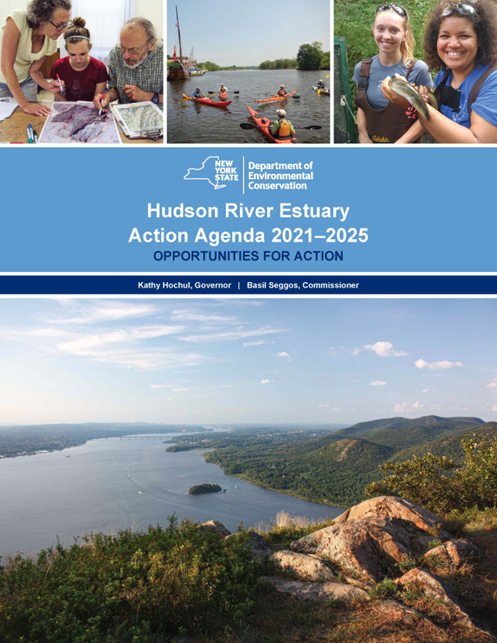 NEW YORK STATE
Department of
Environmental
Conservation
Hudson River Estuary
Action Agenda 2021–2025
OPPORTUNITIES FOR ACTION
Kathy Hochul, Governor | Basil Seggos, Commissioner